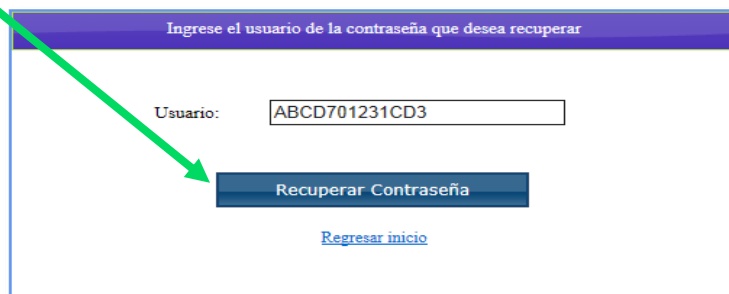 Ingrese el usuario de la contraseña que desea recuperar
Usuario: ABCD701231CD3
Recuperar Contraseña
Regresar inicio